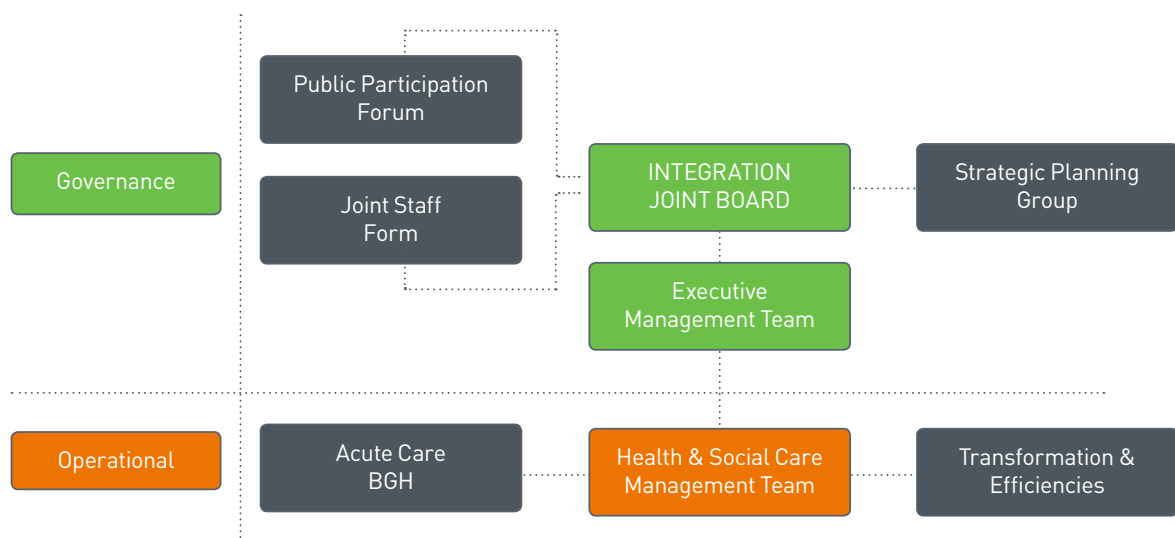 Public Participation
Forum
Governance
INTEGRATION
JOINT BOARD
Strategic Planning
Group
Joint Staff
Form
Executive
Management Team
Operational
Acute Care
BGH
Health & Social Care
Management Team
Transformation &
Efficiencies